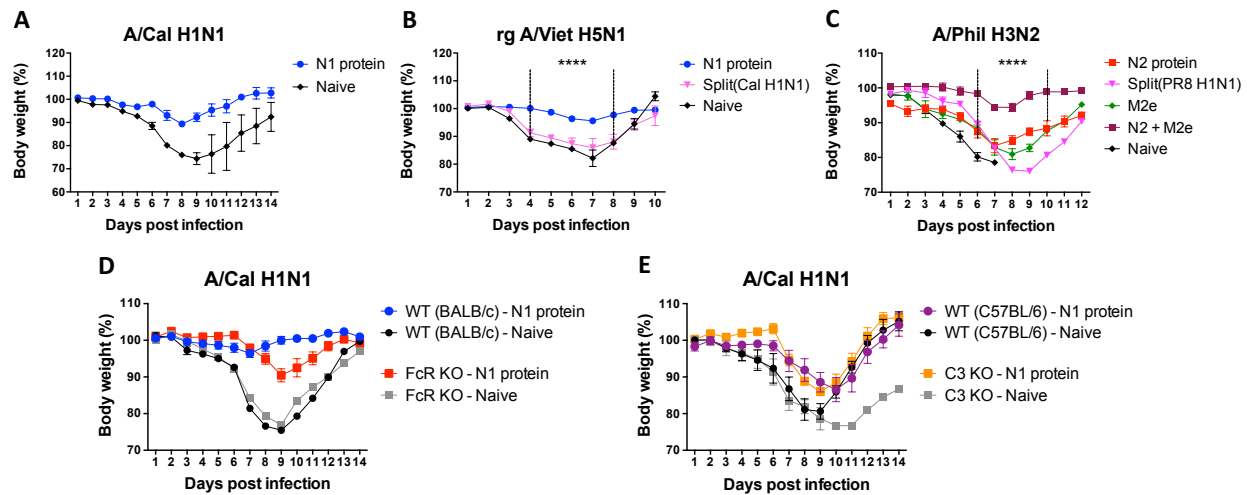 A
A/Cal H1N1
Body weight (%)
120
110
100
90
80
70
60
1 2 3 4 5 6 7 8 9 10 11 12 13 14
Days post infection
N1 protein
Naive
B
rg A/Viet H5N1
Body weight (%)
120
110
100
90
80
70
****
1 2 3 4 5 6 7 8 9 10
Days post infection
N1 protein
Split(Cal H1N1)
Naive
C
A/Phil H3N2
Body weight (%)
110
100
90
80
70
****
1 2 3 4 5 6 7 8 9 10 11 12
Days post infection
N2 protein
Split(PR8 H1N1)
M2e
N2 + M2e
Naive
D
A/Cal H1N1
Body weight (%)
110
100
90
80
70
1 2 3 4 5 6 7 8 9 10 11 12 13 14
Days post infection
WT (BALB/c) - N1 protein
WT (BALB/c) - Naive
FcR KO - N1 protein
FcR KO - Naive
E
A/Cal H1N1
Body weight (%)
110
100
90
80
70
1 2 3 4 5 6 7 8 9 10 11 12 13 14
Days post infection
WT (C57BL/6) - N1 protein
WT (C57BL/6) - Naive
C3 KO - N1 protein
C3 KO - Naive